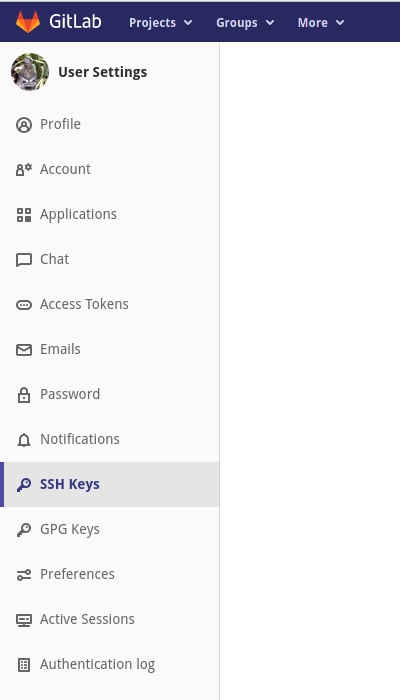 GitLab Projects Groups More
User Settings
Profile
Account
Applications
Chat
Access Tokens
Emails
Password
Notifications
SSH Keys
GPG Keys
Preferences
Active Sessions
Authentication log